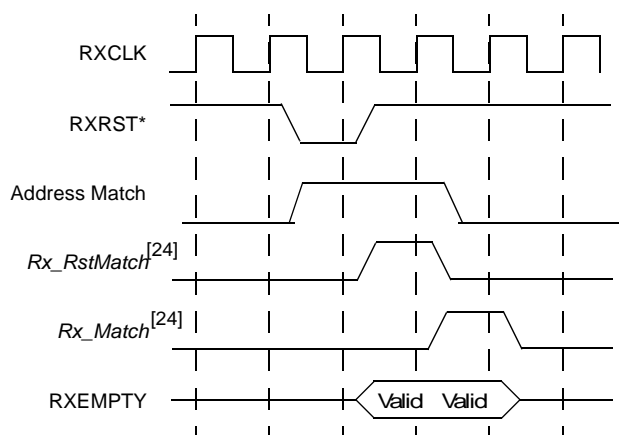 RXCLK
RXRST*
Address Match
Rx_RstMatch[24]
Rx_Match[24]
RXEMPTY Valid Valid